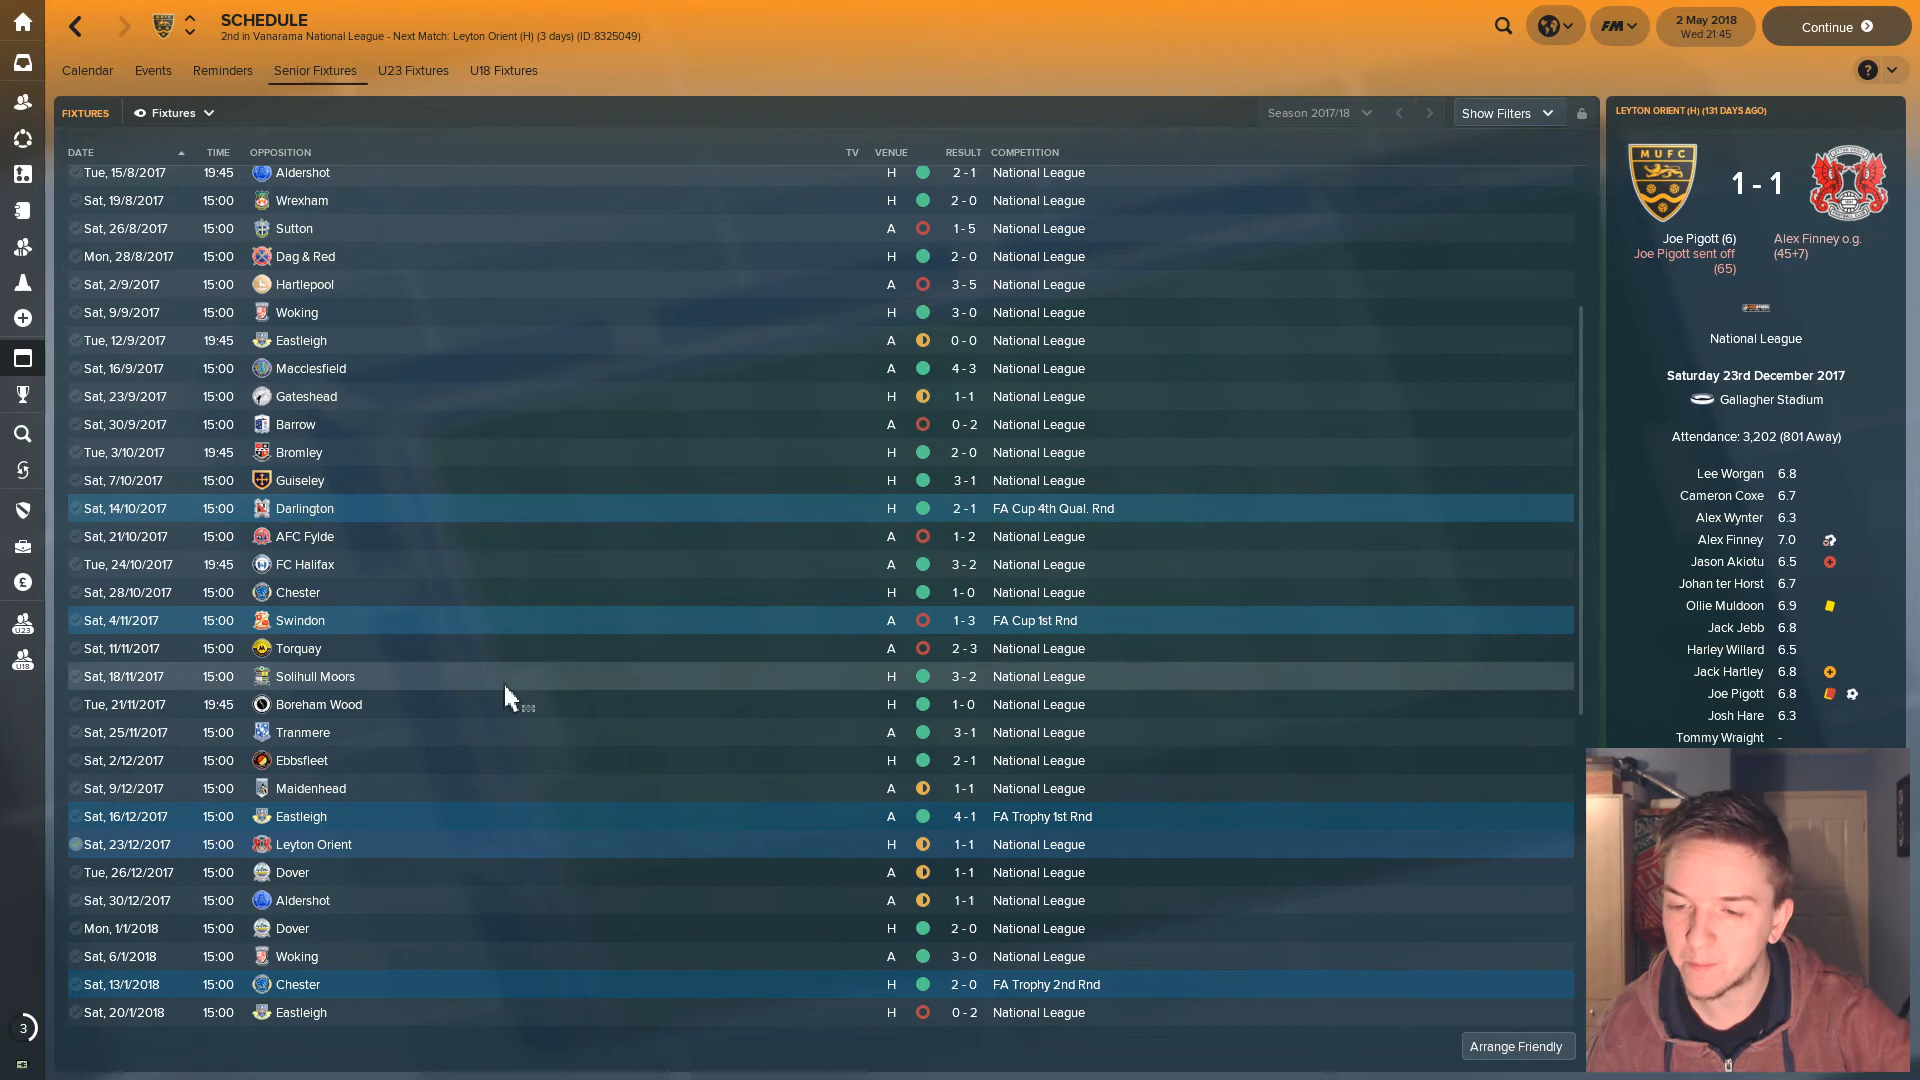 SCHEDULE
2nd in Vanarama National League - Next Match: Leyton Orient (H) (3 days) (ID:8325049)
FM
2 May 2018
Wed 21:45
Continue
Calendar Events Reminders Senior Fixtures U23 Fixtures U18 Fixtures
?
FIXTURES Fixtures Season 2017/18 Show Filters
DATE TIME OPPOSITION TV VENUE RESULT COMPETITION
Tue, 15/8/2017 19:45 Aldershot H 2 - 1 National League
Sat, 19/8/2017 15:00 Wrexham H 2 - 0 National League
Sat, 26/8/2017 15:00 Sutton A 1 - 5 National League
Mon, 28/8/2017 15:00 Dag & Red H 2 - 0 National League
Sat, 2/9/2017 15:00 Hartlepool A 3 - 5 National League
Sat, 9/9/2017 15:00 Woking H 3 - 0 National League
Tue, 12/9/2017 19:45 Eastleigh A 0 - 0 National League
Sat, 16/9/2017 15:00 Macclesfield A 4 - 3 National League
Sat, 23/9/2017 15:00 Gateshead H 1 - 1 National League
Sat, 30/9/2017 15:00 Barrow A 0 - 2 National League
Tue, 3/10/2017 19:45 Bromley H 2 - 0 National League
Sat, 7/10/2017 15:00 Guiseley H 3 - 1 National League
Sat, 14/10/2017 15:00 Darlington H 2 - 1 FA Cup 4th Qual. Rnd
Sat, 21/10/2017 15:00 AFC Fylde A 1 - 2 National League
Tue, 24/10/2017 19:45 FC Halifax A 3 - 2 National League
Sat, 28/10/2017 15:00 Chester H 1 - 0 National League
Sat, 4/11/2017 15:00 Swindon A 1 - 3 FA Cup 1st Rnd
Sat, 11/11/2017 15:00 Torquay A 2 - 3 National League
Sat, 18/11/2017 15:00 Solihull Moors H 3 - 2 National League
Tue, 21/11/2017 19:45 Boreham Wood H 1 - 0 National League
Sat, 25/11/2017 15:00 Tranmere A 3 - 1 National League
Sat, 2/12/2017 15:00 Ebbsfleet H 2 - 1 National League
Sat, 9/12/2017 15:00 Maidenhead A 1 - 1 National League
Sat, 16/12/2017 15:00 Eastleigh A 4 - 1 FA Trophy 1st Rnd
Sat, 23/12/2017 15:00 Leyton Orient H 1 - 1 National League
Tue, 26/12/2017 15:00 Dover A 1 - 1 National League
Sat, 30/12/2017 15:00 Aldershot A 1 - 1 National League
Mon, 1/1/2018 15:00 Dover H 2 - 0 National League
Sat, 6/1/2018 15:00 Woking A 3 - 0 National League
Sat, 13/1/2018 15:00 Chester H 2 - 0 FA Trophy 2nd Rnd
Sat, 20/1/2018 15:00 Eastleigh H 0 - 2 National League
Arrange Friendly
LEYTON ORIENT (H) (131 DAYS AGO)
MUFC
1 - 1
Joe Pigott (6) Alex Finney o.g.
Joe Pigott sent off (45+7)
(65)
National League
Saturday 23rd December 2017
Gallagher Stadium
Attendance: 3,202 (801 Away)
Lee Worgan 6.8
Cameron Coxe 6.7
Alex Wynter 6.3
Alex Finney 7.0
Jason Akiotu 6.5
Johan ter Horst 6.7
Ollie Muldoon 6.9
Jack Jebb 6.8
Harley Willard 6.5
Jack Hartley 6.8
Joe Pigott 6.8
Josh Hare 6.3
Tommy Wraight -
U23
U18
3